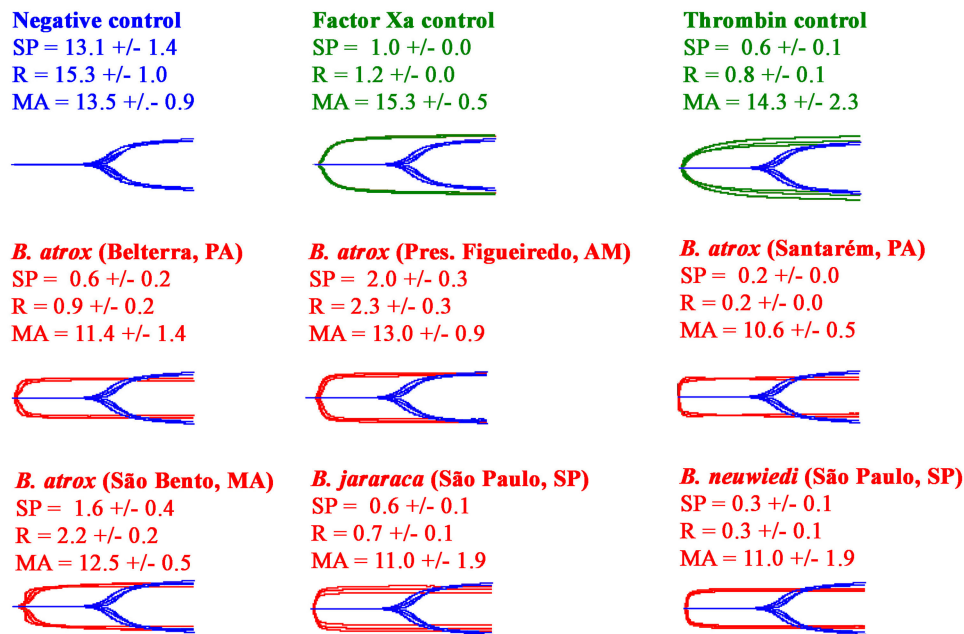 Negative control
SP = 13.1 +/- 1.4
R = 15.3 +/- 1.0
MA = 13.5 +/.- 0.9
Factor Xa control
SP = 1.0 +/- 0.0
R = 1.2 +/- 0.0
MA = 15.3 +/- 0.5
Thrombin control
SP = 0.6 +/- 0.1
R = 0.8 +/- 0.1
MA = 14.3 +/- 2.3
B. atrox (Belterra, PA)
SP = 0.6 +/- 0.2
R = 0.9 +/- 0.2
MA = 11.4 +/- 1.4
B. atrox (Pres. Figueiredo, AM)
SP = 2.0 +/- 0.3
R = 2.3 +/- 0.3
MA = 13.0 +/- 0.9
B. atrox (Santarém, PA)
SP = 0.2 +/- 0.0
R = 0.2 +/- 0.0
MA = 10.6 +/- 0.5
B. atrox (São Bento, MA)
SP = 1.6 +/- 0.4
R = 2.2 +/- 0.2
MA = 12.5 +/- 0.5
B. jararaca (São Paulo, SP)
SP = 0.6 +/- 0.1
R = 0.7 +/- 0.1
MA = 11.0 +/- 1.9
B. neuwiedi (São Paulo, SP)
SP = 0.3 +/- 0.1
R = 0.3 +/- 0.1
MA = 11.0 +/- 1.9